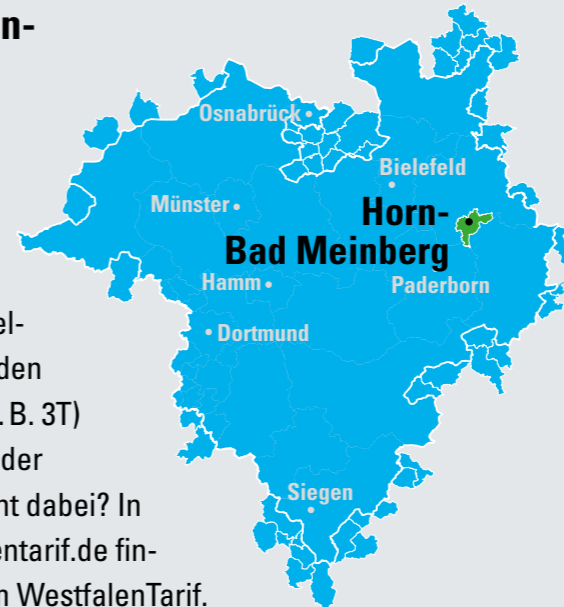 n-
Osnabrück
Bielefeld
Münster
Horn-
Bad Meinberg
Hamm
Paderborn
el-
Dortmund
den
. B. 3T)
der
Siegen
nt dabei? In
entarif.de fin-
n WestfalenTarif.